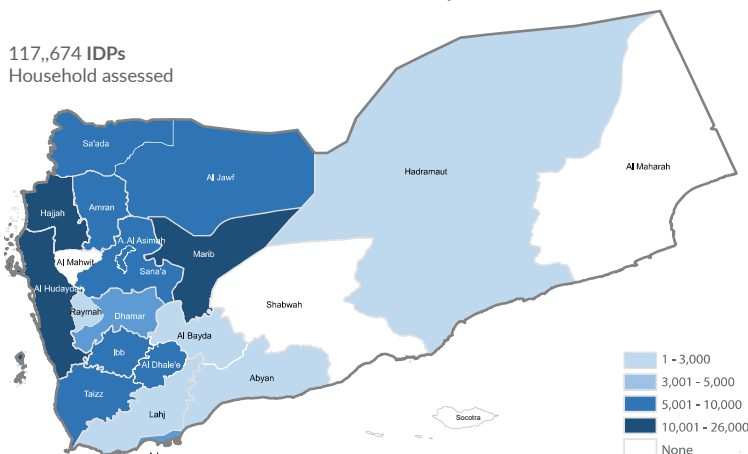 117,,674 IDPs
Household assessed
Sa'ada
Al Jawf
Hadramaut
Al Maharah
Hajjah
Amran
A. Al Asimah
Marib
Al Mahwit
Sana'a
Al Hudaydah
Raymah
Dhamar
Shabwah
Al Bayda
Ibb
Al Dhale'e
Abyan
Taizz
Lahj
Socotra
1 - 3,000
3,001 - 5,000
5,001 - 10,000
10,001 - 26,000
None